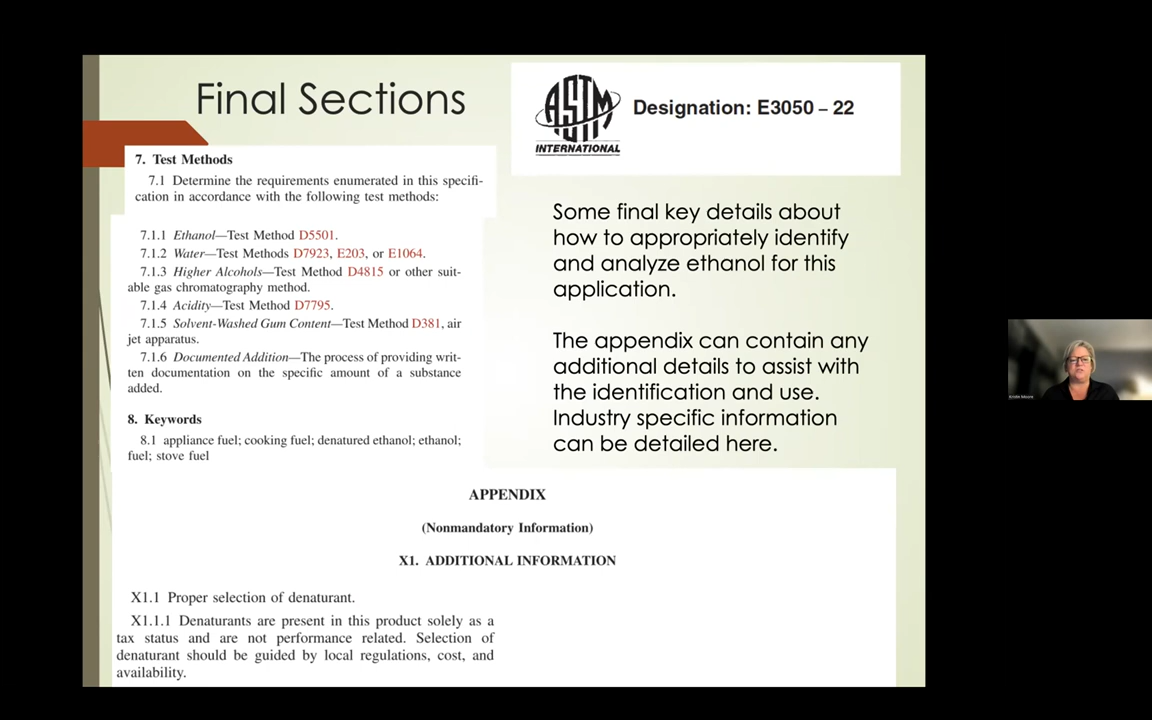 Final Sections
ASTM
INTERNATIONAL
Designation: E3050 – 22
7. Test Methods
7.1 Determine the requirements enumerated in this specifi-
cation in accordance with the following test methods:
7.1.1 Ethanol—Test Method D5501.
7.1.2 Water—Test Methods D7923, E203, or E1064.
7.1.3 Higher Alcohols—Test Method D4815 or other suit-
able gas chromatography method.
7.1.4 Acidity—Test Method D7795.
7.1.5 Solvent-Washed Gum Content—Test Method D381, air
jet apparatus.
7.1.6 Documented Addition—The process of providing writ-
ten documentation on the specific amount of a substance
added.
8. Keywords
8.1 appliance fuel; cooking fuel; denatured ethanol; ethanol;
fuel; stove fuel
Some final key details about
how to appropriately identify
and analyze ethanol for this
application.
The appendix can contain any
additional details to assist with
the identification and use.
Industry specific information
can be detailed here.
APPENDIX
(Nonmandatory Information)
X1. ADDITIONAL INFORMATION
X1.1 Proper selection of denaturant.
X1.1.1 Denaturants are present in this product solely as a
tax status and are not performance related. Selection of
denaturant should be guided by local regulations, cost, and
availability.
Moore